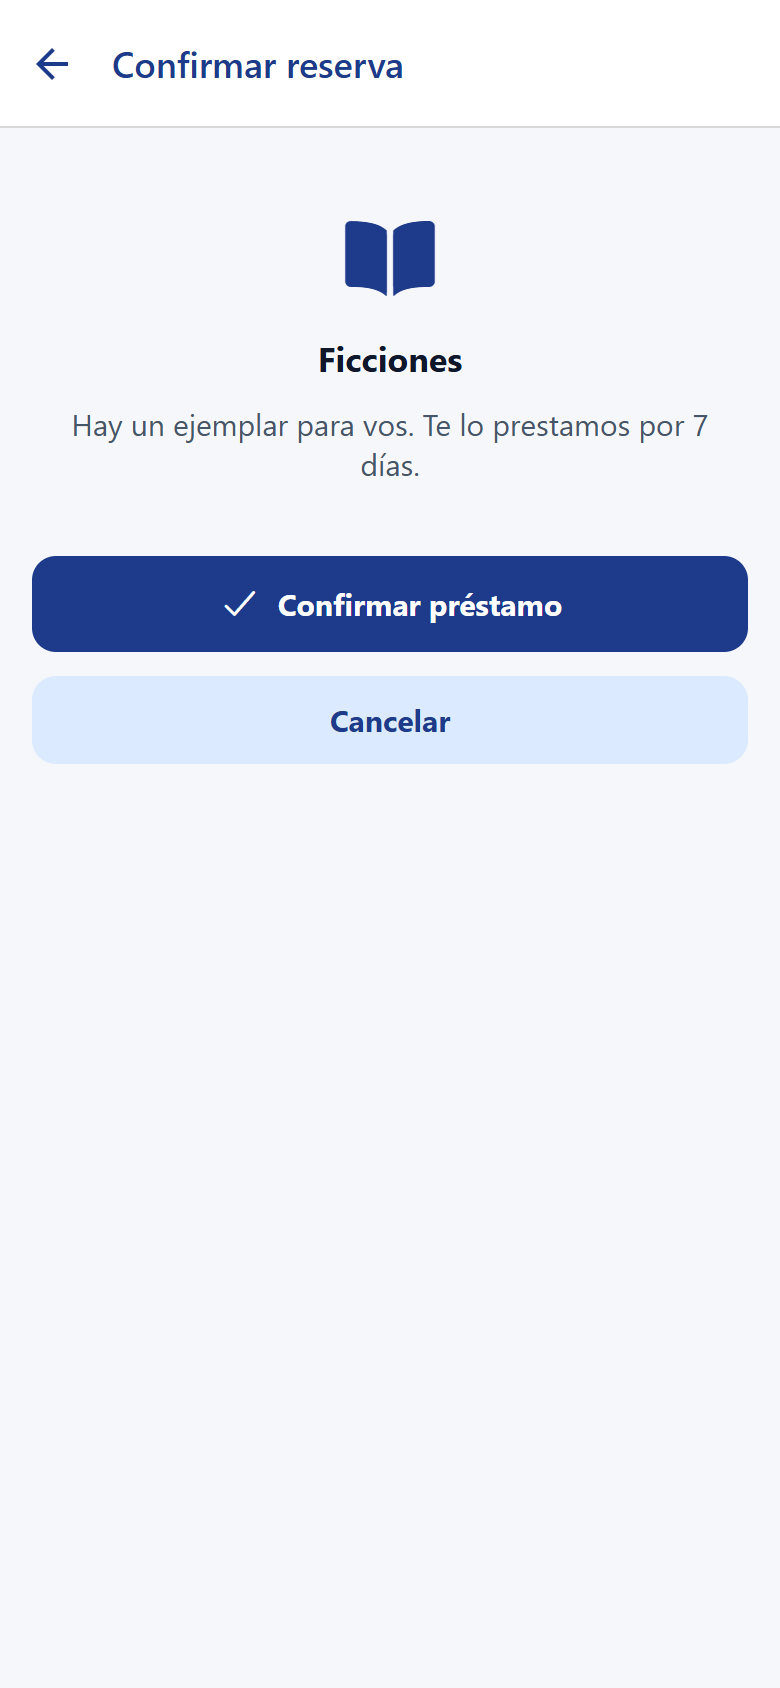 Confirmar reserva
Ficciones
Hay un ejemplar para vos. Te lo prestamos por 7
días.
Confirmar préstamo
Cancelar